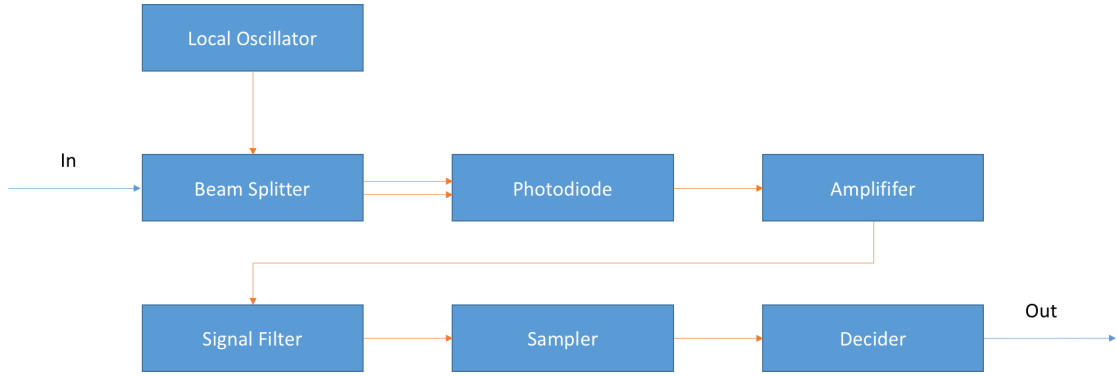 Local Oscillator
In
Beam Splitter
Photodiode
Amplififer
Signal Filter
Sampler
Decider
Out